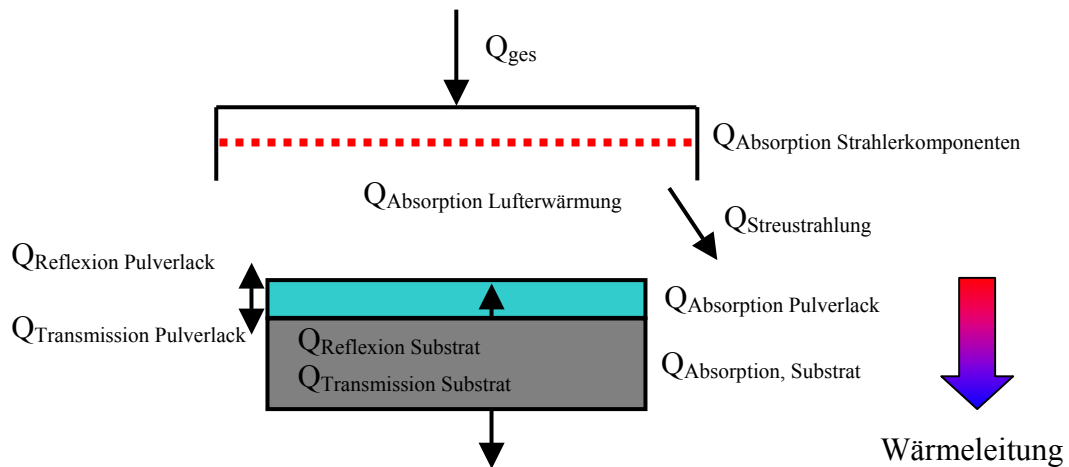 Qges
QAbsorption Strahlerkomponenten
QAbsorption Lufterwärmung
QStreustrahlung
QReflexion Pulverlack
QAbsorption Pulverlack
QTransmission Pulverlack
QReflexion Substrat
QAbsorption, Substrat
QTransmission Substrat
Wärmeleitung